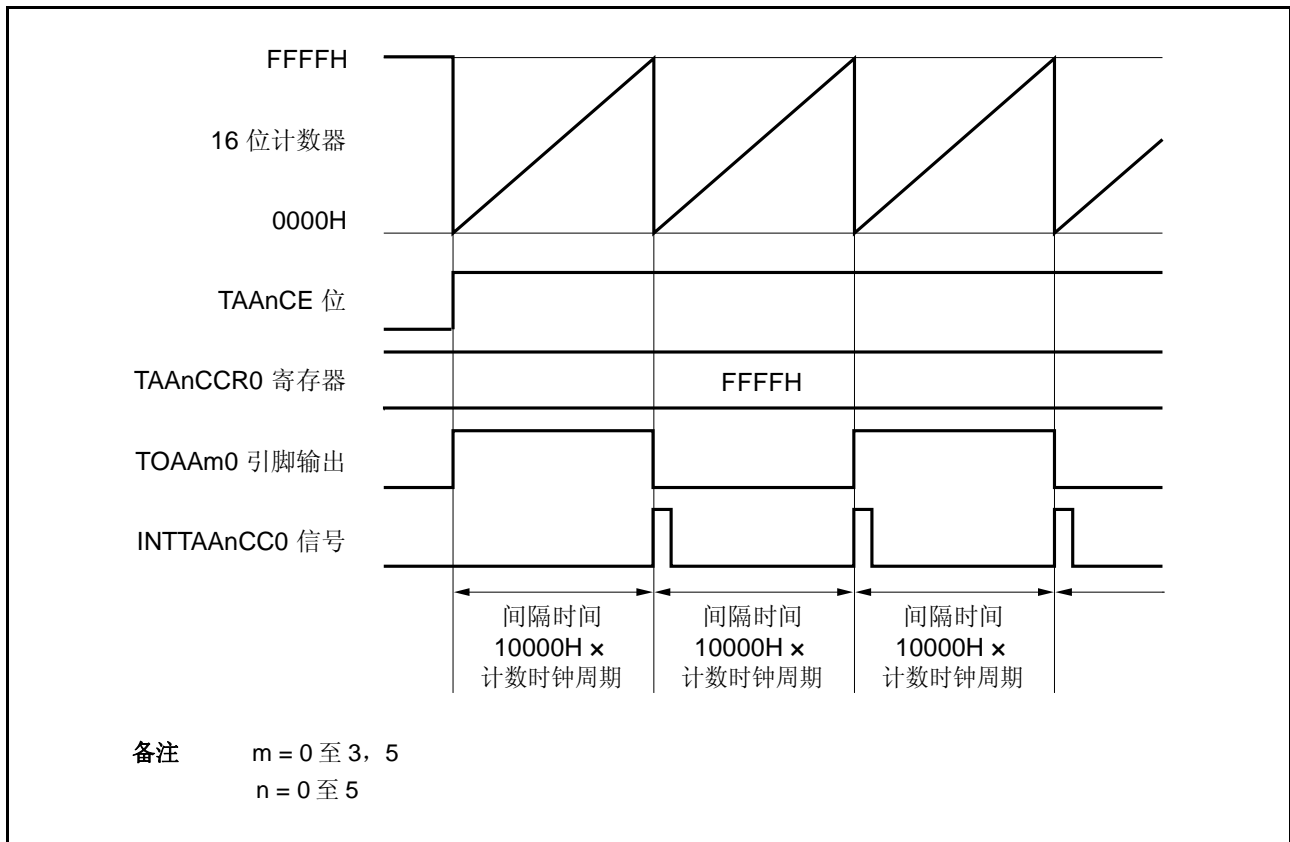 FFFFH
16 位计数器
0000H
TAAnCE 位
TAAnCCR0 寄存器
FFFFH
TOAAm0 引脚输出
INTTAAnCC0 信号
间隔时间
10000H ×
计数时钟周期
间隔时间
10000H ×
计数时钟周期
间隔时间
10000H ×
计数时钟周期
备注 m = 0 至 3，5
n = 0 至 5